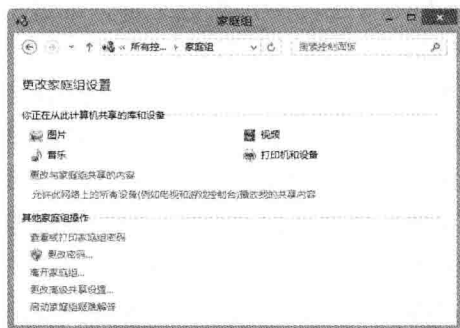 家庭组
所有控... 家庭组 搜索控制面板
更改家庭组设置
你正在从此计算机共享的库和设备
图片 视频
音乐 打印机和设备
更改与家庭组共享的内容
允许此网络上的所有设备(例如电视和游戏控制台)播放我的共享内容
其他家庭组操作
查看或打印家庭组密码
更改密码...
离开家庭组...
更改高级共享设置...
启动家庭组疑难解答